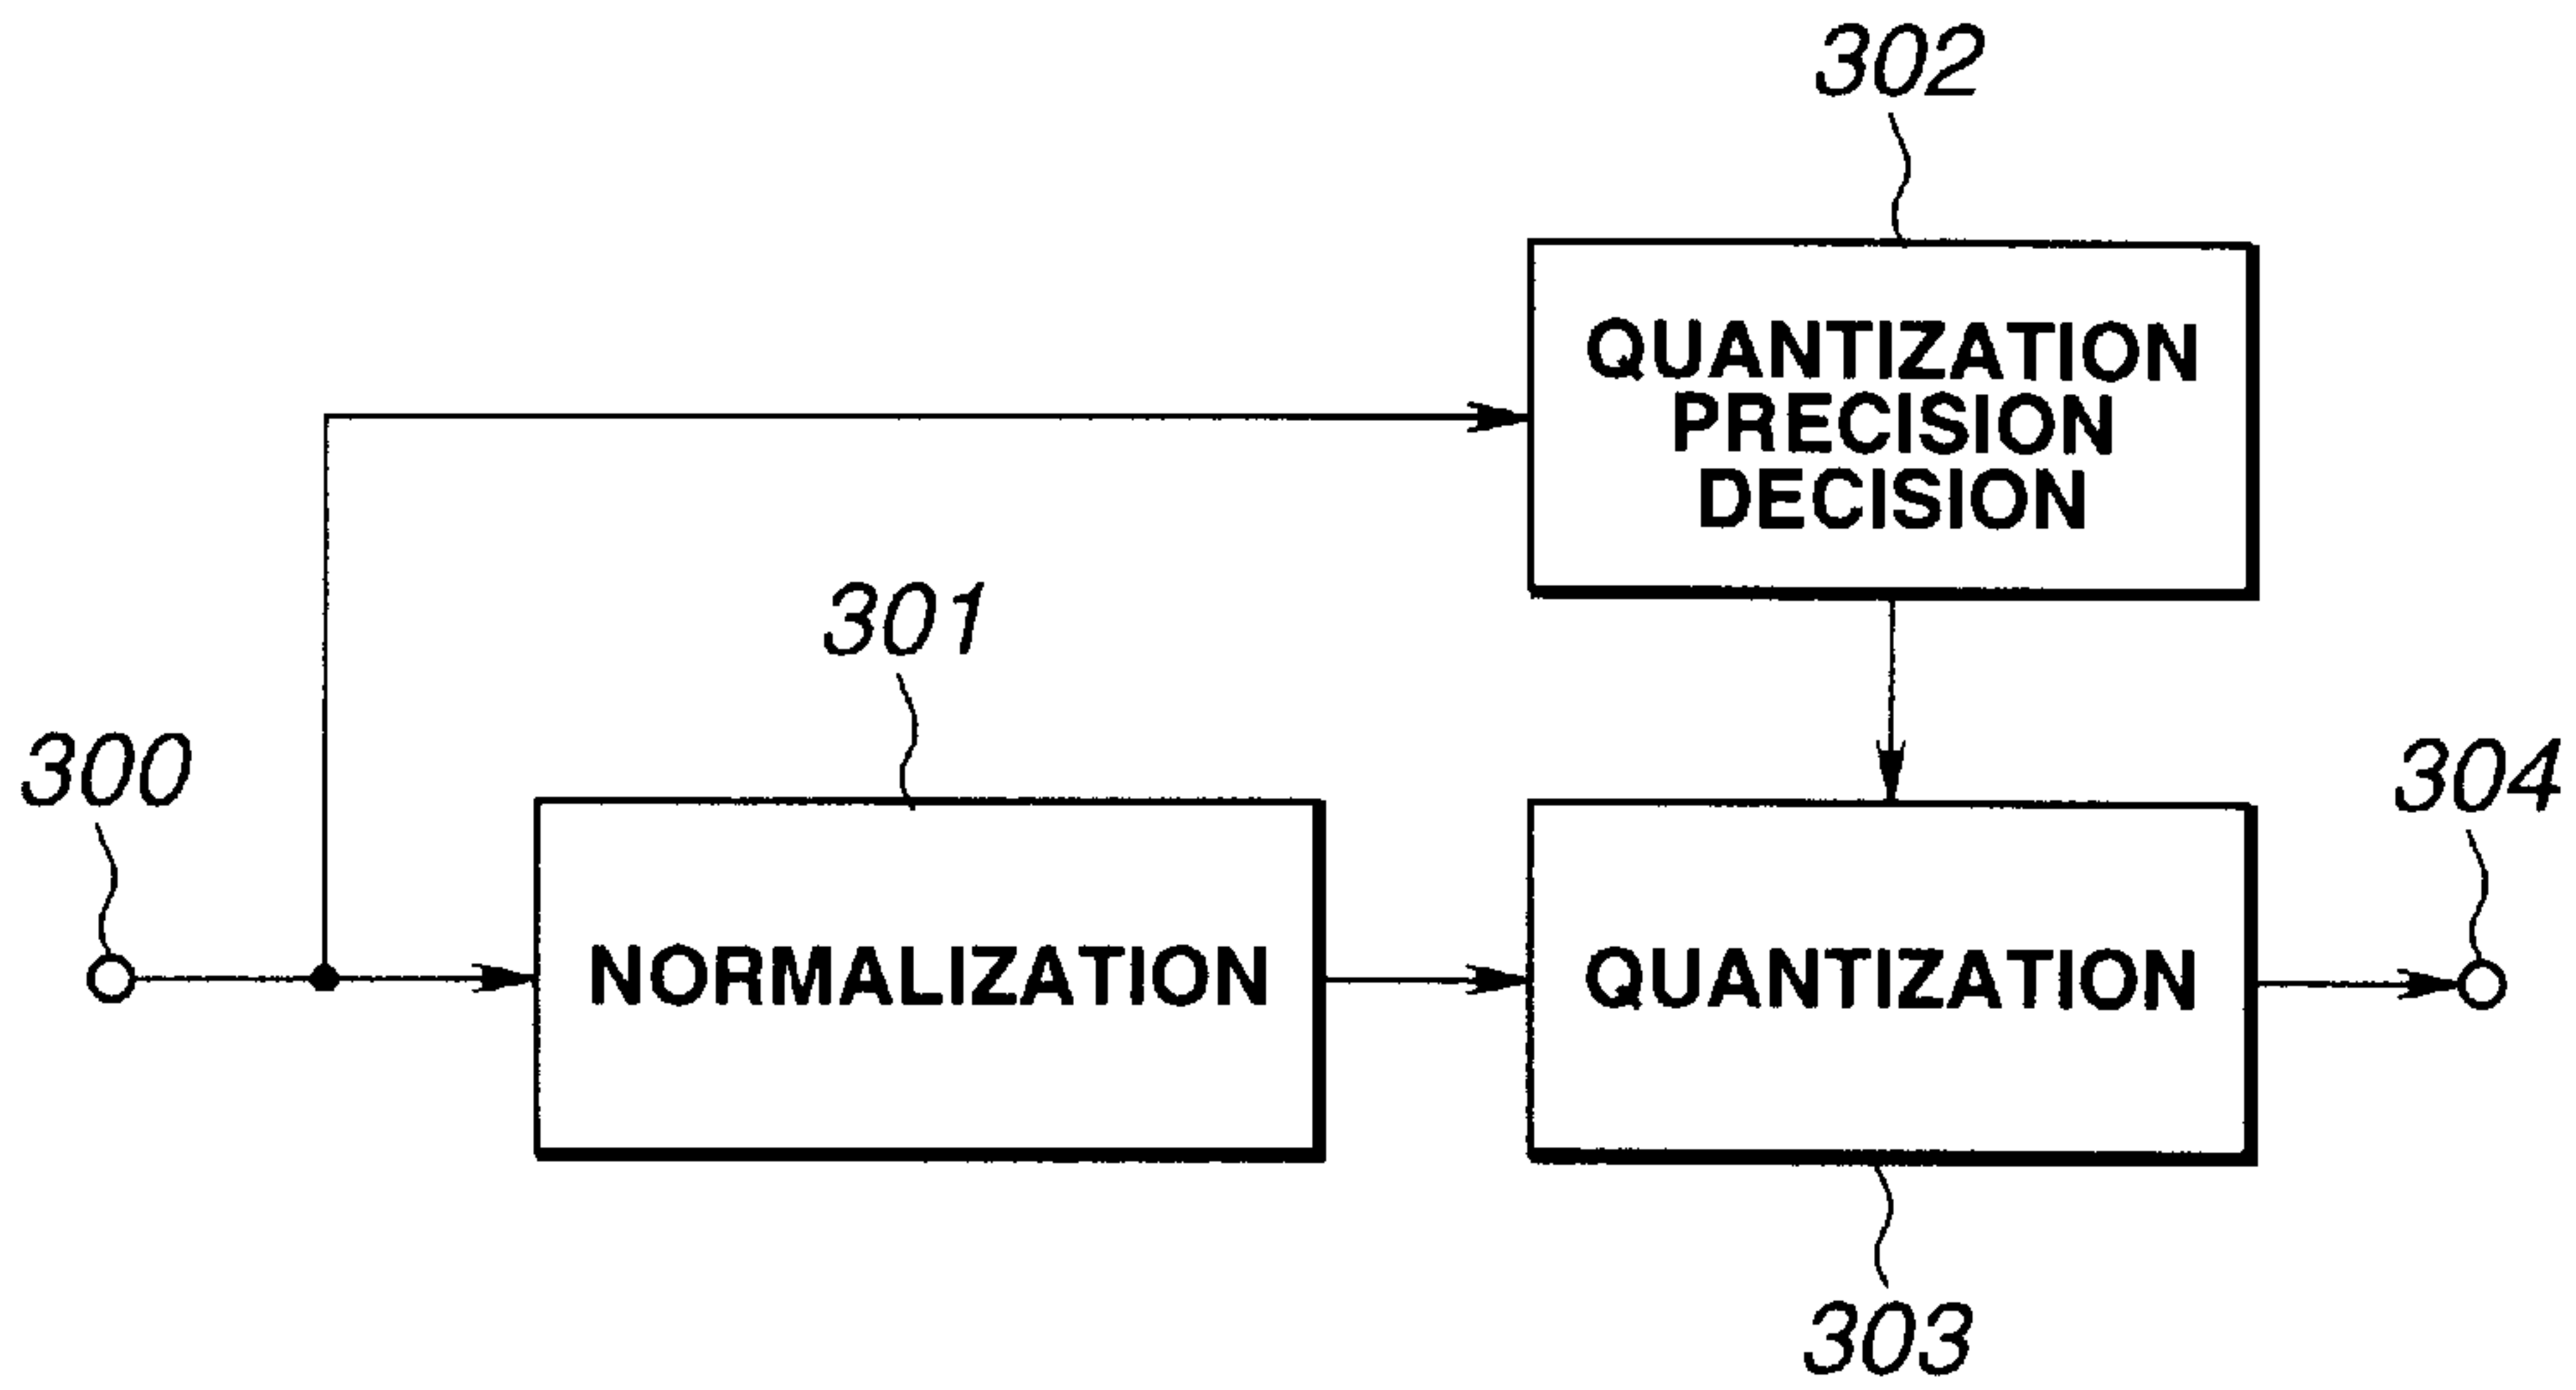 302
QUANTIZATION
PRECISION
DECISION
301
300
304
NORMALIZATION
QUANTIZATION
303